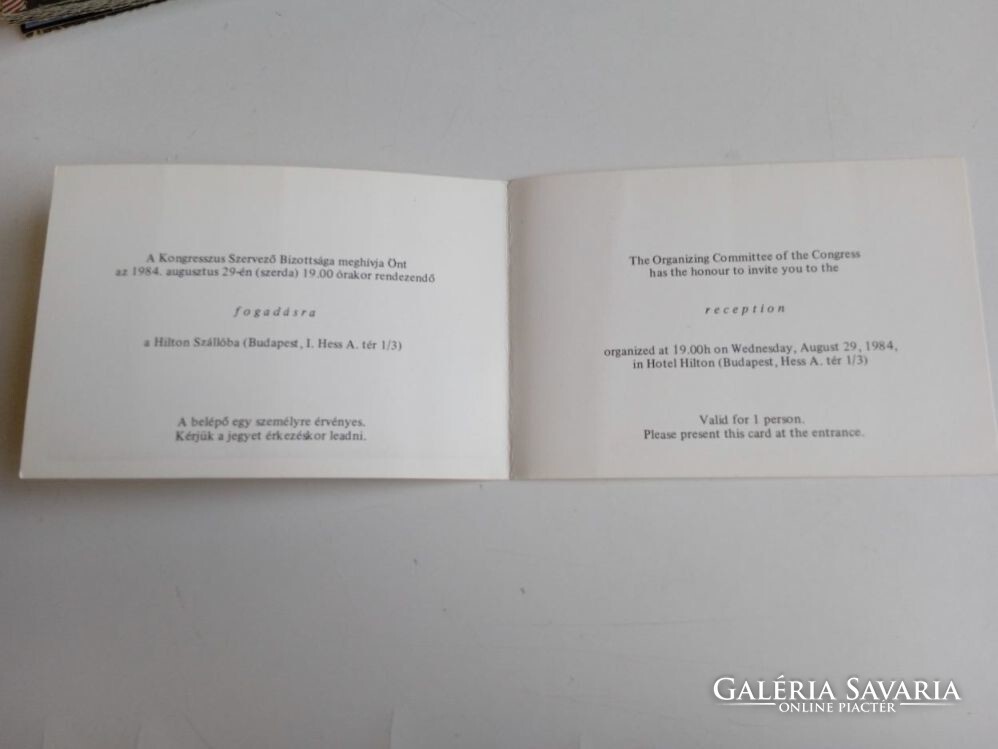 A Kongresszus Szervező Bizottsága meghívja Önt
az 1984. augusztus 29-én (szerda) 19.00 órakor rendezendő
fogadásra
a Hilton Szállóba (Budapest, I. Hess A. tér 1/3)
A belépő egy személyre érvényes.
Kérjük a jegyet érkezéskor leadni.
The Organizing Committee of the Congress
has the honour to invite you to the
reception
organized at 19.00h on Wednesday, August 29, 1984,
in Hotel Hilton (Budapest, Hess A. tér 1/3)
Valid for 1 person.
Please present this card at the entrance.
GALÉRIA SAVARIA
ONLINE PIACTÉR